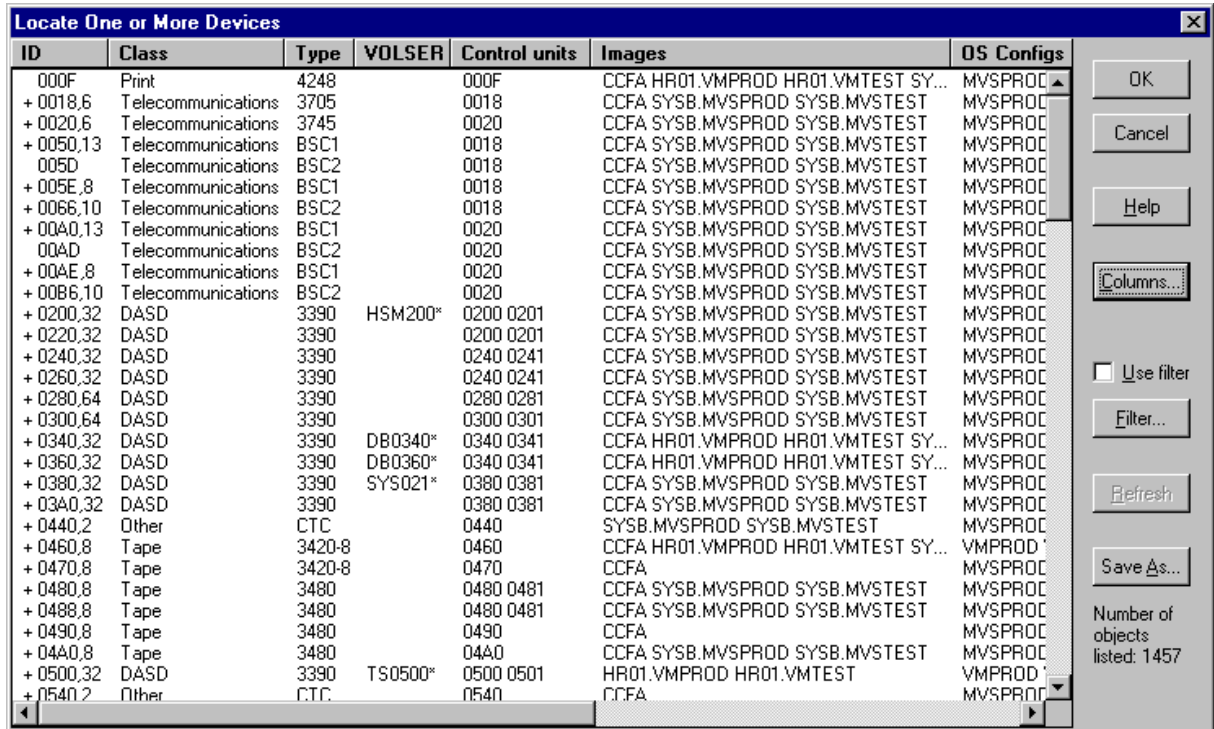 Locate One or More Devices
ID Class Type VOLSER Control units Images OS Configs
000F Print 4248 000F CCFA HR01.VMPROD HR01.VMTEST SY... MVSPROD
+ 0018,6 Telecommunications 3705 0018 CCFA SYSB.MVSPROD SYSB.MVSTEST MVSPROD
+ 0020,6 Telecommunications 3745 0020 CCFA SYSB.MVSPROD SYSB.MVSTEST MVSPROD
+ 0050,13 Telecommunications BSC1 0018 CCFA SYSB.MVSPROD SYSB.MVSTEST MVSPROD
005D Telecommunications BSC2 0018 CCFA SYSB.MVSPROD SYSB.MVSTEST MVSPROD
+ 005E,8 Telecommunications BSC1 0018 CCFA SYSB.MVSPROD SYSB.MVSTEST MVSPROD
+ 0066,10 Telecommunications BSC2 0018 CCFA SYSB.MVSPROD SYSB.MVSTEST MVSPROD
+ 00A0,13 Telecommunications BSC1 0020 CCFA SYSB.MVSPROD SYSB.MVSTEST MVSPROD
00AD Telecommunications BSC2 0020 CCFA SYSB.MVSPROD SYSB.MVSTEST MVSPROD
+ 00AE,8 Telecommunications BSC1 0020 CCFA SYSB.MVSPROD SYSB.MVSTEST MVSPROD
+ 00B6,10 Telecommunications BSC2 0020 CCFA SYSB.MVSPROD SYSB.MVSTEST MVSPROD
+ 0200,32 DASD 3390 HSM200* 0200 0201 CCFA SYSB.MVSPROD SYSB.MVSTEST MVSPROD
+ 0220,32 DASD 3390 0200 0201 CCFA SYSB.MVSPROD SYSB.MVSTEST MVSPROD
+ 0240,32 DASD 3390 0240 0241 CCFA SYSB.MVSPROD SYSB.MVSTEST MVSPROD
+ 0260,32 DASD 3390 0240 0241 CCFA SYSB.MVSPROD SYSB.MVSTEST MVSPROD
+ 0280,64 DASD 3390 0280 0281 CCFA SYSB.MVSPROD SYSB.MVSTEST MVSPROD
+ 0300,64 DASD 3390 0300 0301 CCFA SYSB.MVSPROD SYSB.MVSTEST MVSPROD
+ 0340,32 DASD 3390 DB0340* 0340 0341 CCFA HR01.VMPROD HR01.VMTEST SY... MVSPROD
+ 0360,32 DASD 3390 DB0360* 0340 0341 CCFA HR01.VMPROD HR01.VMTEST SY... MVSPROD
+ 0380,32 DASD 3390 SYS021* 0380 0381 CCFA SYSB.MVSPROD SYSB.MVSTEST MVSPROD
+ 03A0,32 DASD 3390 0380 0381 CCFA SYSB.MVSPROD SYSB.MVSTEST MVSPROD
+ 0440,2 Other CTC 0440 SYSB.MVSPROD SYSB.MVSTEST MVSPROD
+ 0460,8 Tape 3420-8 0460 CCFA HR01.VMPROD HR01.VMTEST SY... VMPROD
+ 0470,8 Tape 3420-8 0470 CCFA MVSPROD
+ 0480,8 Tape 3480 0480 0481 CCFA SYSB.MVSPROD SYSB.MVSTEST MVSPROD
+ 0488,8 Tape 3480 0480 0481 CCFA SYSB.MVSPROD SYSB.MVSTEST MVSPROD
+ 0490,8 Tape 3480 0490 CCFA MVSPROD
+ 04A0,8 Tape 3480 04A0 CCFA SYSB.MVSPROD SYSB.MVSTEST MVSPROD
+ 0500,32 DASD 3390 TS0500* 0500 0501 HR01.VMPROD HR01.VMTEST VMPROD
+ 0540,2 Other CTC 0540 CCFA MVSPROD
OK
Cancel
Help
Columns...
Use filter
Filter...
Refresh
Save As...
Number of
objects
listed: 1457